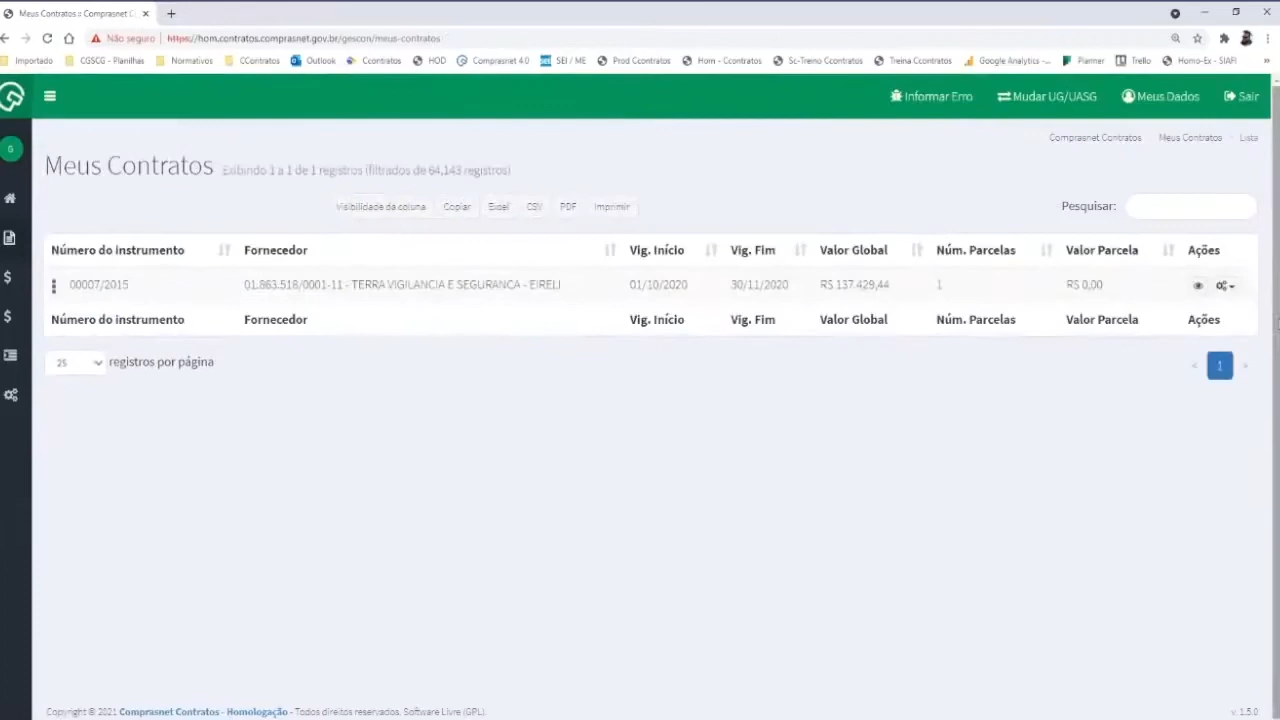 Meus Contratos :: Comprasnet C
Não seguro https://hom.contratos.comprasnet.gov.br/gescon/meus-contratos
Importado CGSCG - Planilhas Normativos CContratos Outlook Ccontratos HOD Comprasnet 4.0 SEI / ME Prod Ccontratos Hom - Ccontratos Sc-Treino Ccontratos Treina Ccontratos Google Analytics -... Planner Trello Homo-Ex - SIAFI »
Informar Erro Mudar UG/UASG Meus Dados Sair
G
Comprasnet Contratos Meus Contratos Lista
Meus Contratos Exibindo 1 a 1 de 1 registros (filtrados de 64,143 registros)
Visibilidade da coluna Copiar Excel CSV PDF Imprimir Pesquisar:
Número do instrumento Fornecedor Vig. Início Vig. Fim Valor Global Núm. Parcelas Valor Parcela Ações
00007/2015 01.863.518/0001-11 - TERRA VIGILANCIA E SEGURANCA - EIRELI 01/10/2020 30/11/2020 R$ 137.429,44 1 R$ 0,00
Número do instrumento Fornecedor Vig. Início Vig. Fim Valor Global Núm. Parcelas Valor Parcela Ações
25 registros por página < 1 >
Copyright © 2021 Comprasnet Contratos - Homologação - Todos direitos reservados. Software Livre (GPL). v. 1.5.0